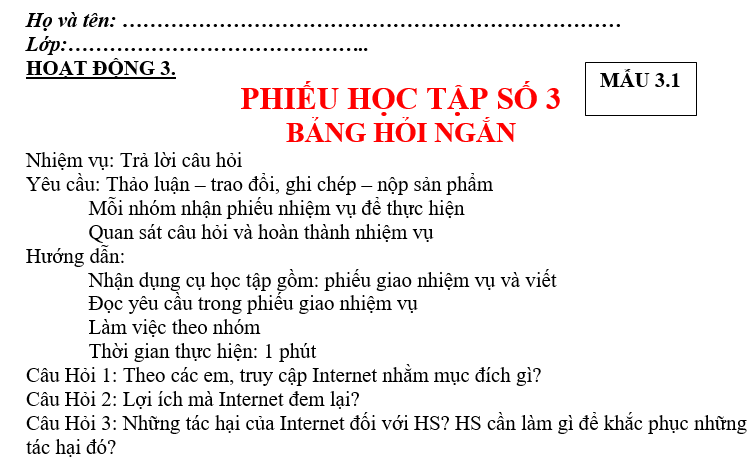 Họ và tên: …………………………………………………………………
Lớp:……………………………………..
HOẠT ĐỘNG 3.
MẪU 3.1
PHIẾU HỌC TẬP SỐ 3
BẢNG HỎI NGẮN
Nhiệm vụ: Trả lời câu hỏi
Yêu cầu: Thảo luận – trao đổi, ghi chép – nộp sản phẩm
Mỗi nhóm nhận phiếu nhiệm vụ để thực hiện
Quan sát câu hỏi và hoàn thành nhiệm vụ
Hướng dẫn:
Nhận dụng cụ học tập gồm: phiếu giao nhiệm vụ và viết
Đọc yêu cầu trong phiếu giao nhiệm vụ
Làm việc theo nhóm
Thời gian thực hiện: 1 phút
Câu Hỏi 1: Theo các em, truy cập Internet nhằm mục đích gì?
Câu Hỏi 2: Lợi ích mà Internet đem lại?
Câu Hỏi 3: Những tác hại của Internet đối với HS? HS cần làm gì để khắc phục những
tác hại đó?